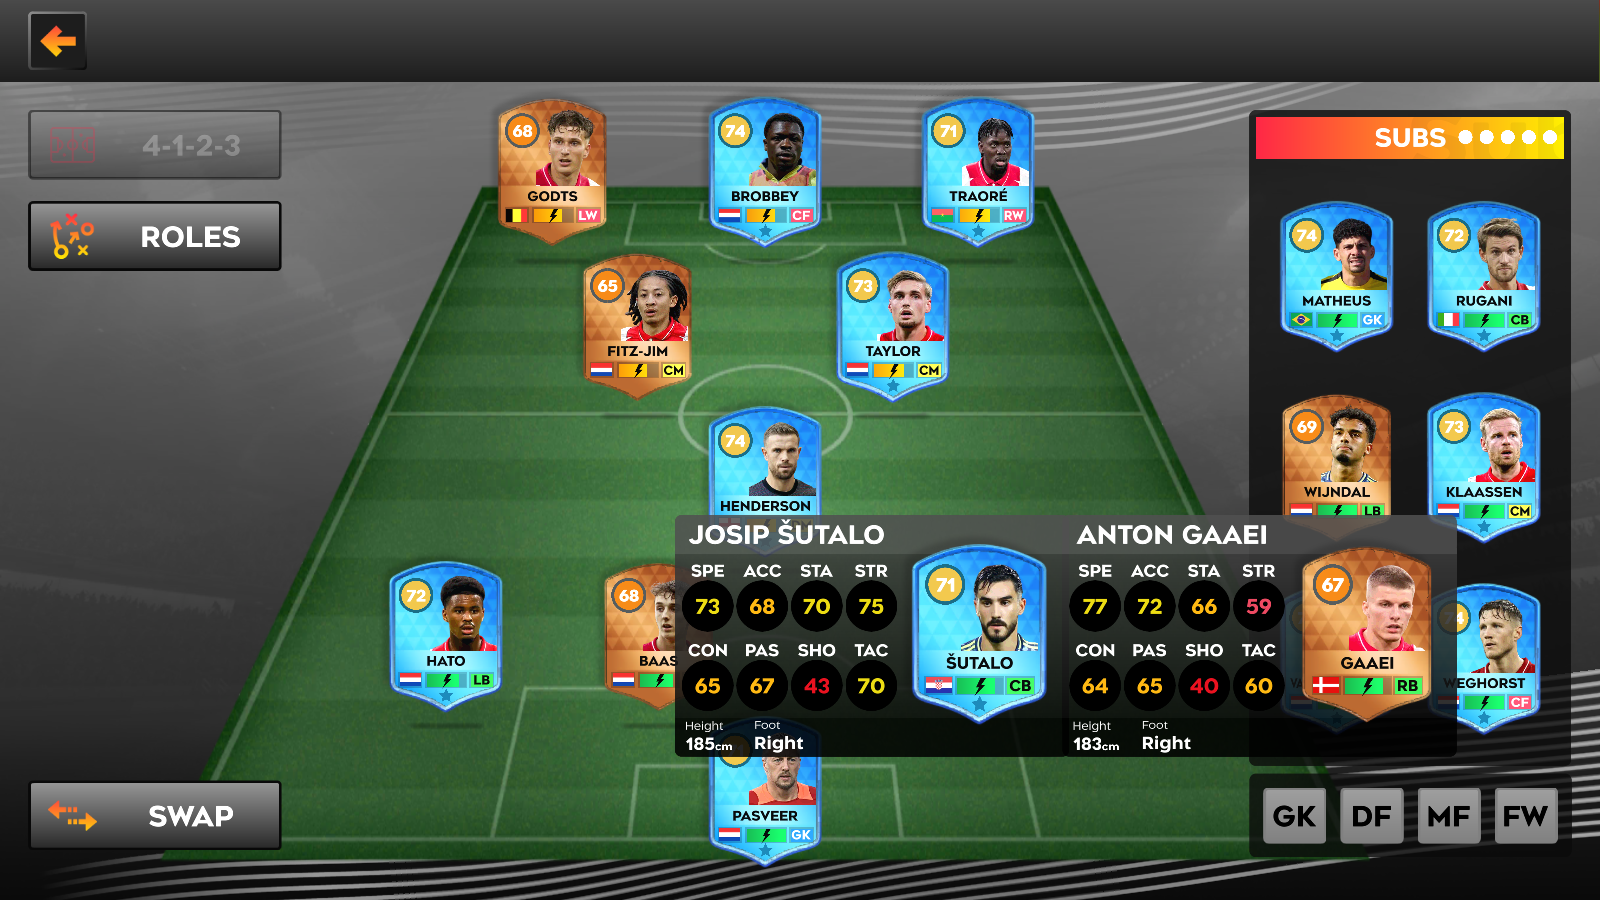 4-1-2-3
ROLES
68
GODTS
LW
74
BROBBEY
CF
71
TRAORÉ
RW
65
FITZ-JIM
CM
73
TAYLOR
CM
74
HENDERSON
72
HATO
LB
68
BAAS
PASVEER
GK
JOSIP ŠUTALO
SPE ACC STA STR
73 68 70 75
CON PAS SHO TAC
65 67 43 70
Height Foot
185cm Right
71
ŠUTALO
CB
ANTON GAAEI
SPE ACC STA STR
77 72 66 59
CON PAS SHO TAC
64 65 40 60
Height Foot
183cm Right
67
GAAEI
RB
SUBS
74
MATHEUS
GK
72
RUGANI
CB
69
WIJNDAL
LB
73
KLAASSEN
CM
WEGHORST
CF
SWAP
GK DF MF FW